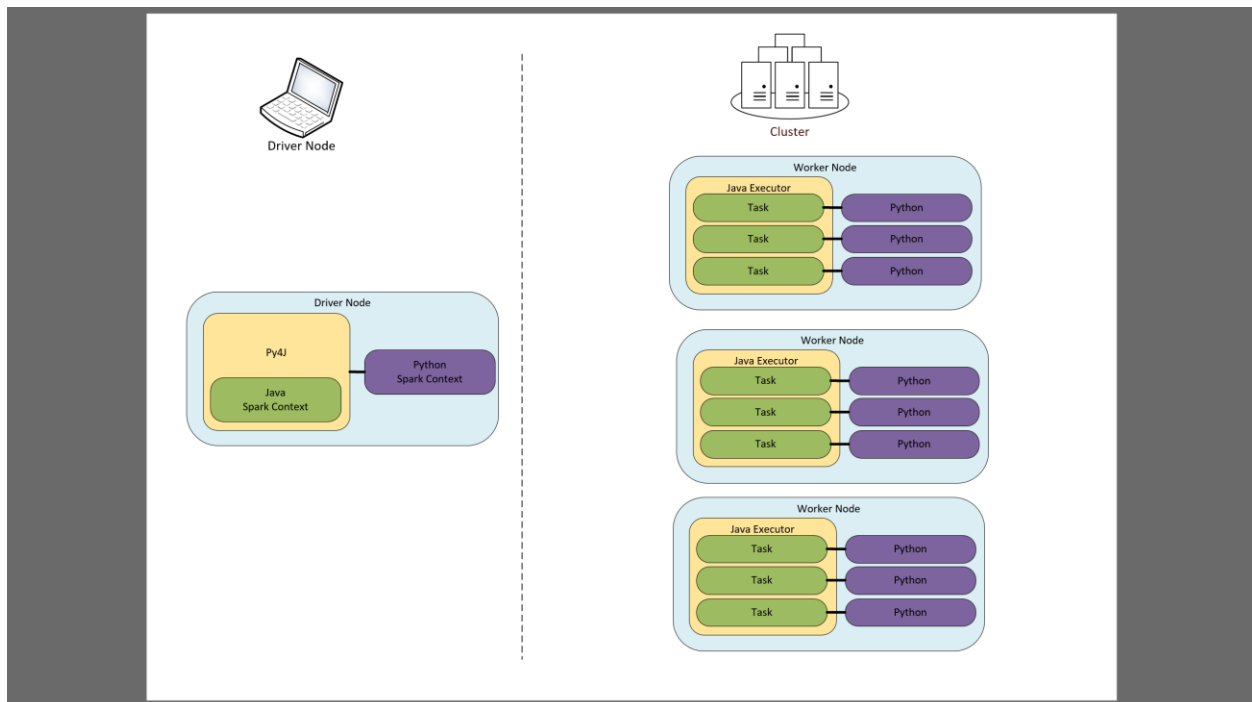 Driver Node
Cluster
Driver Node
Py4J
Java
Spark Context
Python
Spark Context
Worker Node
Java Executor
Task
Python
Task
Python
Task
Python
Worker Node
Java Executor
Task
Python
Task
Python
Task
Python
Worker Node
Java Executor
Task
Python
Task
Python
Task
Python